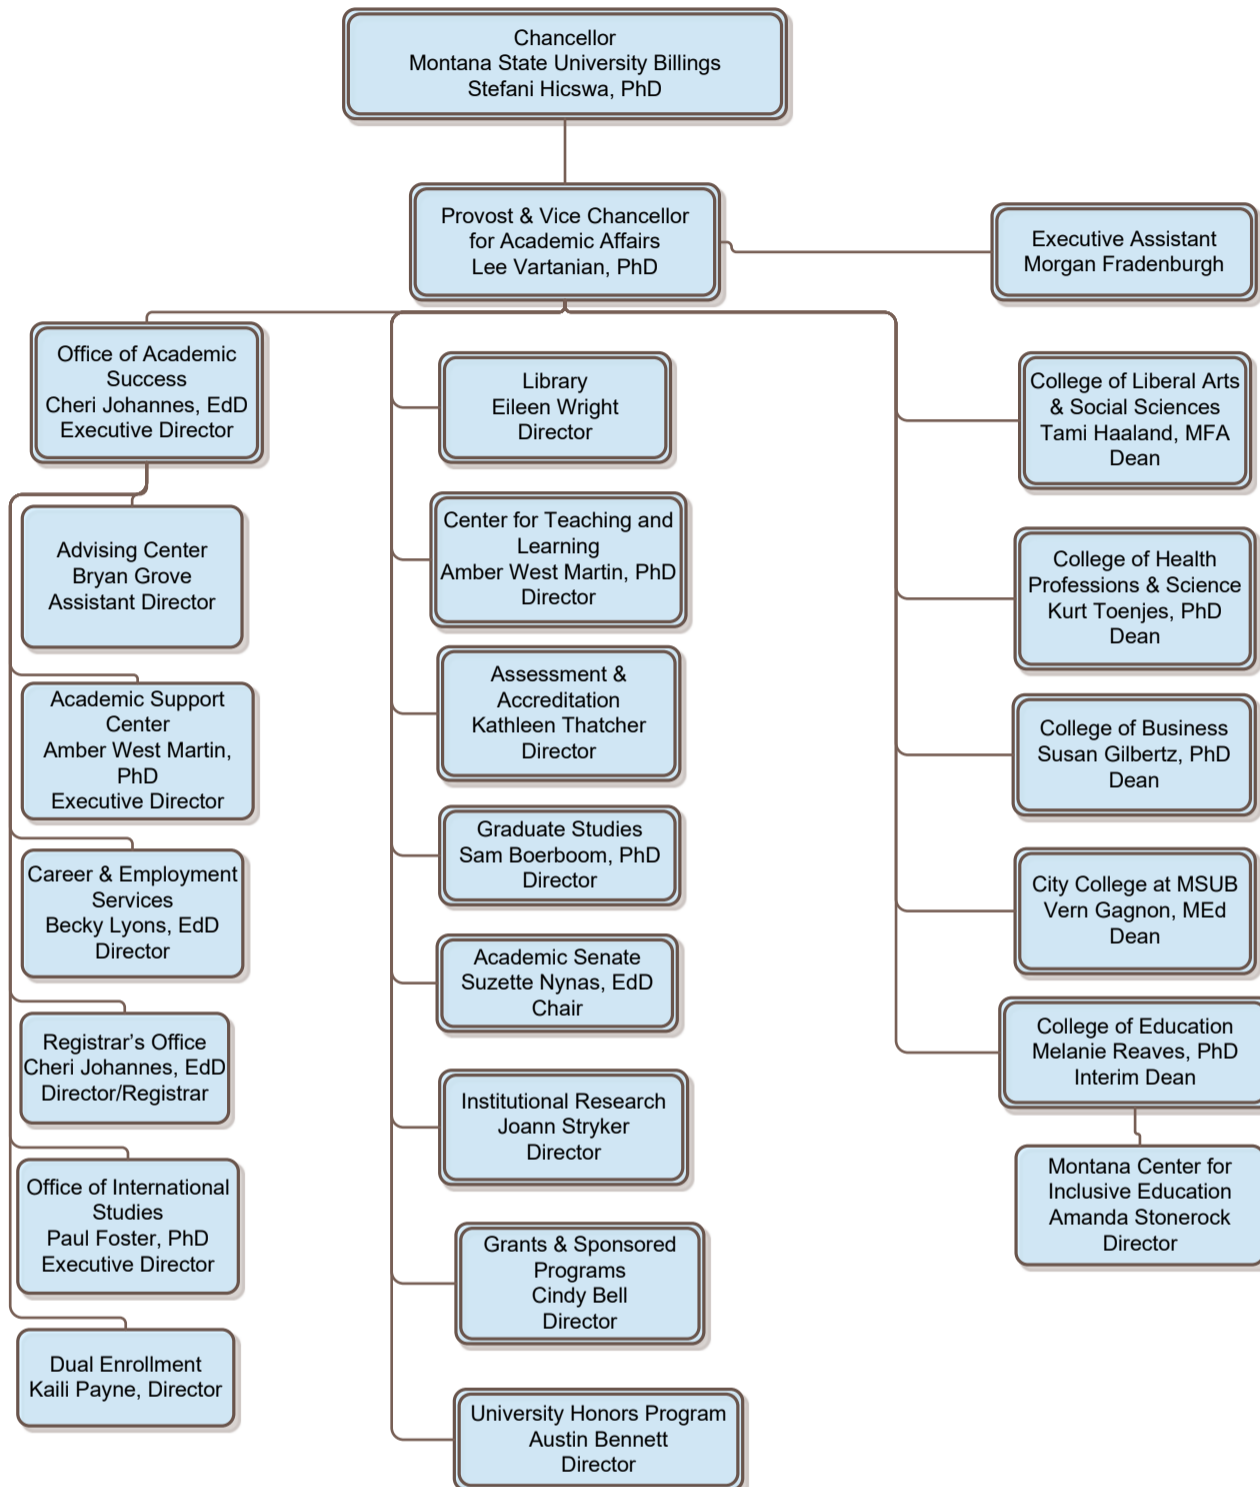 Chancellor
Montana State University Billings
Stefani Hicswa, PhD
Provost & Vice Chancellor
for Academic Affairs
Lee Vartanian, PhD
Executive Assistant
Morgan Fradenburgh
Office of Academic
Success
Cheri Johannes, EdD
Executive Director
Advising Center
Bryan Grove
Assistant Director
Academic Support
Center
Amber West Martin,
PhD
Executive Director
Career & Employment
Services
Becky Lyons, EdD
Director
Registrar’s Office
Cheri Johannes, EdD
Director/Registrar
Office of International
Studies
Paul Foster, PhD
Executive Director
Dual Enrollment
Kaili Payne, Director
Library
Eileen Wright
Director
Center for Teaching and
Learning
Amber West Martin, PhD
Director
Assessment &
Accreditation
Kathleen Thatcher
Director
Graduate Studies
Sam Boerboom, PhD
Director
Academic Senate
Suzette Nynas, EdD
Chair
Institutional Research
Joann Stryker
Director
Grants & Sponsored
Programs
Cindy Bell
Director
University Honors Program
Austin Bennett
Director
College of Liberal Arts
& Social Sciences
Tami Haaland, MFA
Dean
College of Health
Professions & Science
Kurt Toenjes, PhD
Dean
College of Business
Susan Gilbertz, PhD
Dean
City College at MSUB
Vern Gagnon, MEd
Dean
College of Education
Melanie Reaves, PhD
Interim Dean
Montana Center for
Inclusive Education
Amanda Stonerock
Director